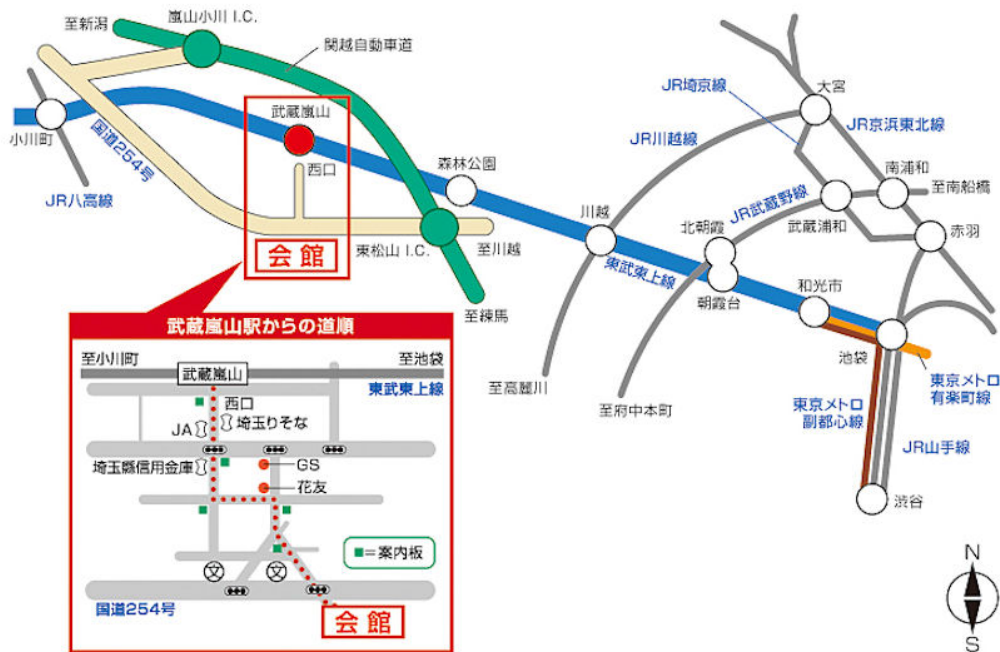 至新潟
嵐山小川 I.C.
関越自動車道
武蔵嵐山
小川町
国道254号
JR八高線
西口
森林公園
東松山 I.C.
至川越
会館
至練馬
川越
東武東上線
JR川越線
JR埼京線
大宮
JR京浜東北線
南浦和
至南船橋
JR武蔵野線
武蔵浦和
赤羽
北朝霞
朝霞台
和光市
池袋
至高麗川
至府中本町
東京メトロ
副都心線
東京メトロ
有楽町線
JR山手線
渋谷
武蔵嵐山駅からの道順
至小川町
至池袋
武蔵嵐山
東武東上線
西口
JA
埼玉りそな
埼玉縣信用金庫
GS
花友
■=案内板
文
文
国道254号
会館
N
S